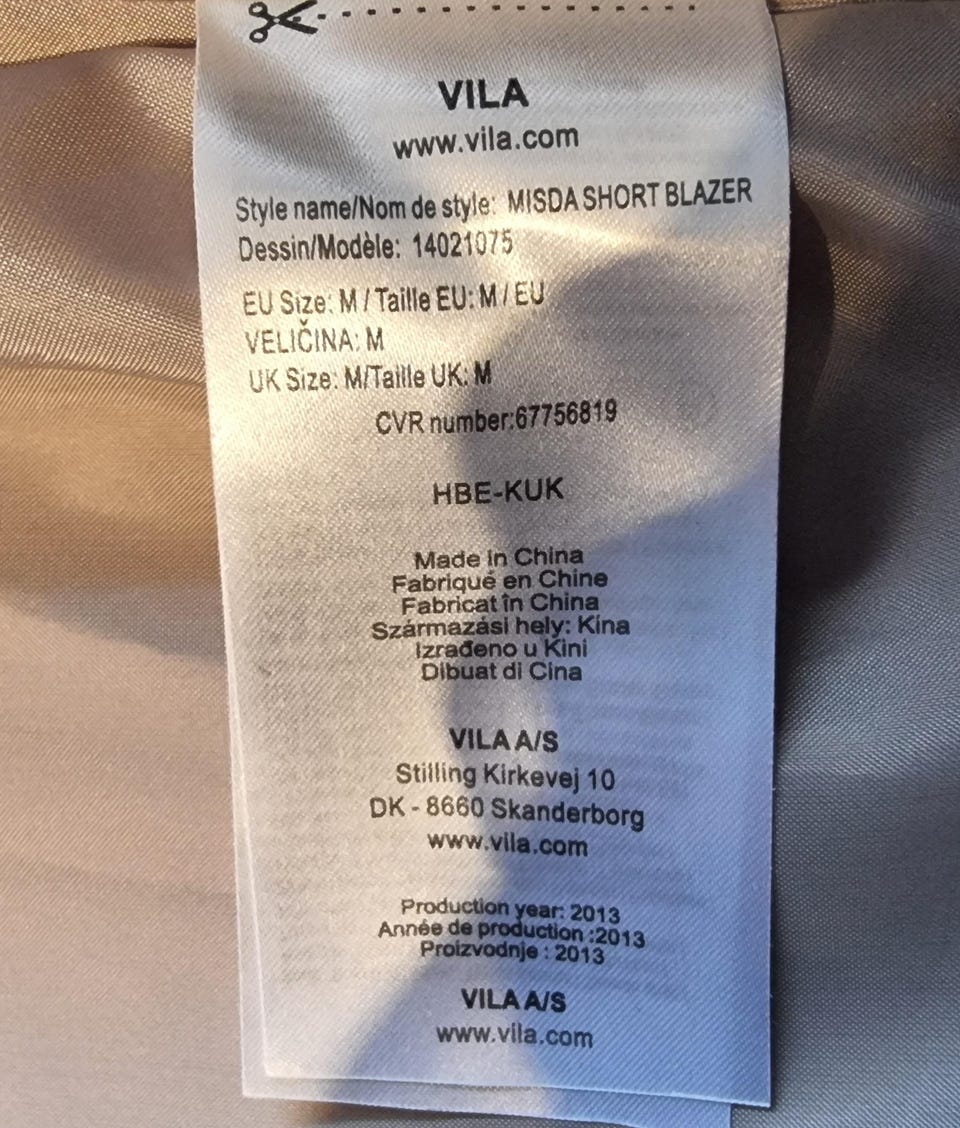 VILA
www.vila.com
Style name/Nom de style: MISDA SHORT BLAZER
Dessin/Modèle: 14021075
EU Size: M / Taille EU: M / EU
VELIČINA: M
UK Size: M/Taille UK: M
CVR number:67756819
HBE-KUK
Made in China
Fabriqué en Chine
Fabricat în China
Származási hely: Kína
Izrađeno u Kini
Dibuat di Cina
VILA A/S
Stilling Kirkevej 10
DK - 8660 Skanderborg
www.vila.com
Production year: 2013
Année de production :2013
Proizvodnje : 2013
VILA A/S
www.vila.com